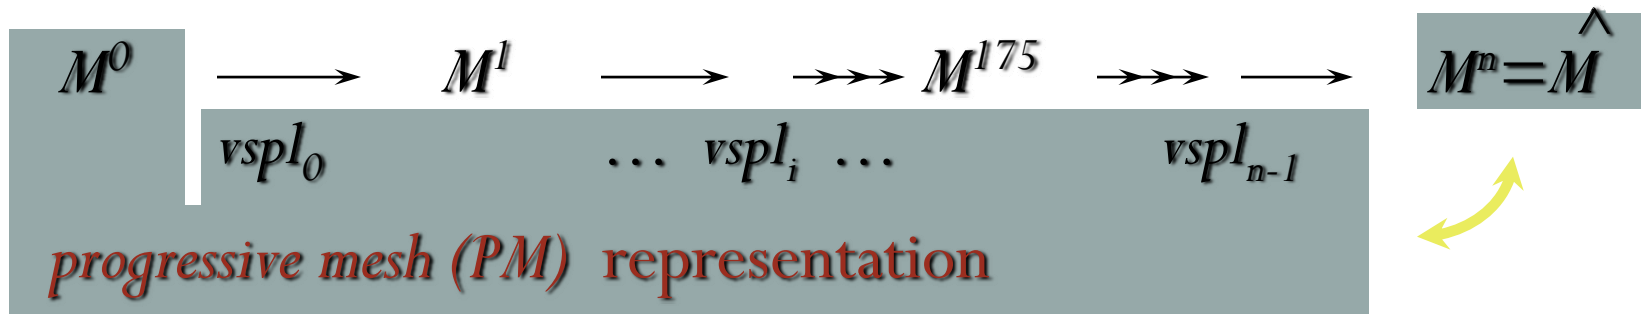 M⁰ M¹ M¹⁷⁵ Mⁿ=M̂
vspl₀ … vsplᵢ … vsplₙ₋₁
progressive mesh (PM) representation